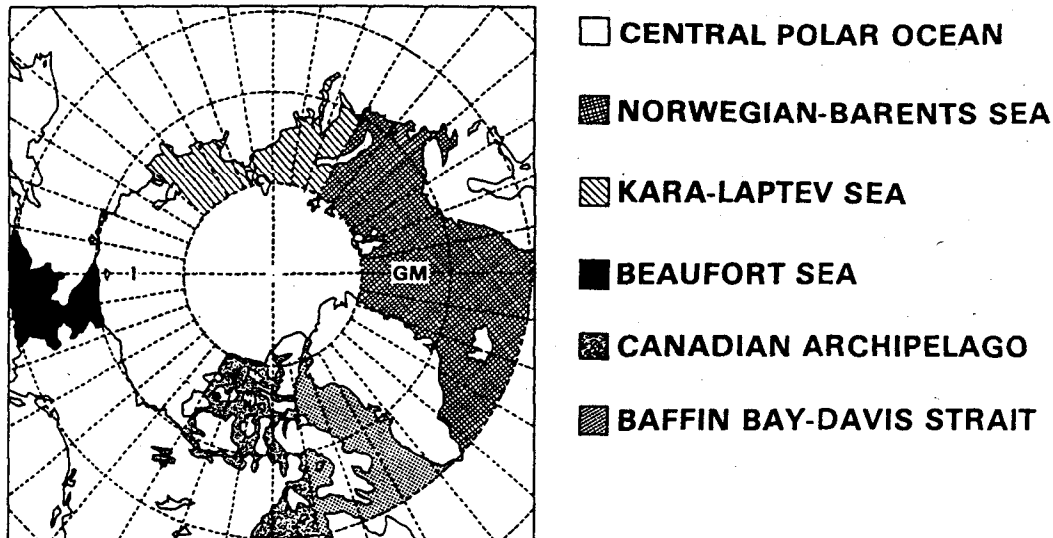 CENTRAL POLAR OCEAN
NORWEGIAN-BARENTS SEA
KARA-LAPTEV SEA
GM
BEAUFORT SEA
CANADIAN ARCHIPELAGO
BAFFIN BAY-DAVIS STRAIT